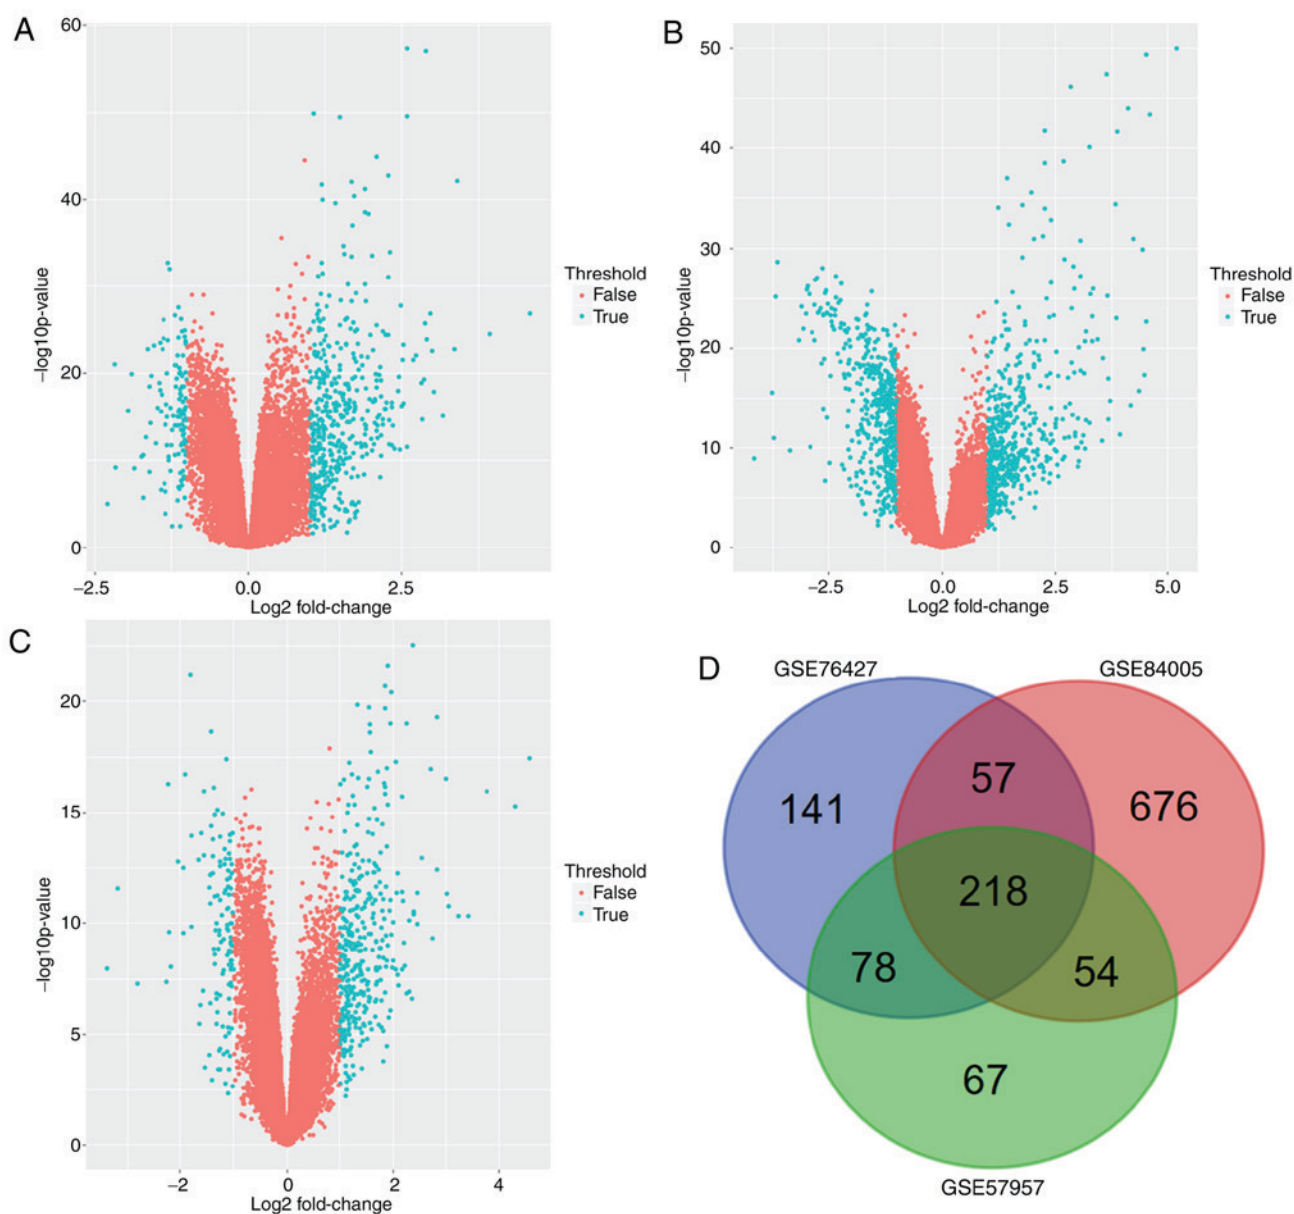 A
60
40
20
0
−log10p-value
−2.5
0.0
2.5
Log2 fold-change
Threshold
False
True
B
50
40
30
20
10
0
−log10p-value
−2.5
0.0
2.5
5.0
Log2 fold-change
Threshold
False
True
C
20
15
10
5
0
−log10p-value
−2
0
2
4
Log2 fold-change
Threshold
False
True
D
GSE76427
GSE84005
57
141
676
218
78
54
67
GSE57957